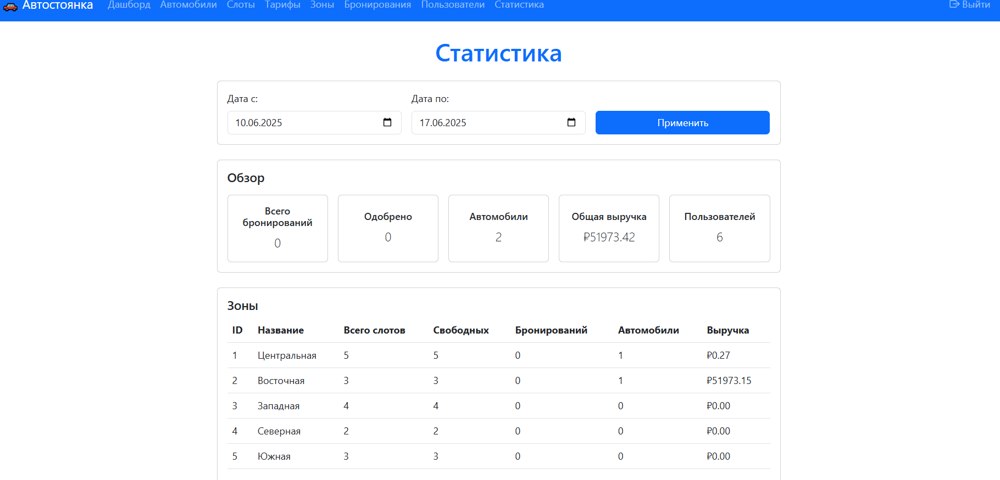 Автостоянка Дашборд Автомобили Слоты Тарифы Зоны Бронирования Пользователи Статистика Выйти
Статистика
Дата с: Дата по:
10.06.2025 17.06.2025 Применить
Обзор
Всего бронирований
0
Одобрено
0
Автомобили
2
Общая выручка
₽51973.42
Пользователей
6
Зоны
ID Название Всего слотов Свободных Бронирований Автомобили Выручка
1 Центральная 5 5 0 1 ₽0.27
2 Восточная 3 3 0 1 ₽51973.15
3 Западная 4 4 0 0 ₽0.00
4 Северная 2 2 0 0 ₽0.00
5 Южная 3 3 0 0 ₽0.00